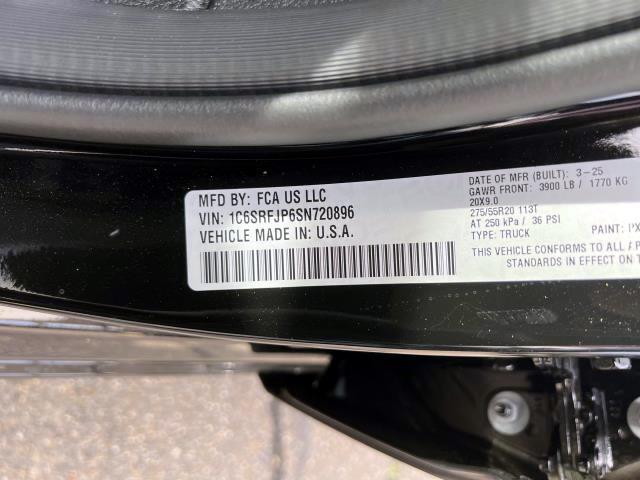 MFD BY: FCA US LLC
VIN: 1C6SRFJP6SN720896
VEHICLE MADE IN: U.S.A.
DATE OF MFR (BUILT): 3-25
GAWR FRONT: 3900 LB / 1770 KG
20X9.0
275/55R20 113T
AT 250 kPa / 36 PSI
TYPE: TRUCK PAINT: PX
THIS VEHICLE CONFORMS TO ALL
STANDARDS IN EFFECT ON